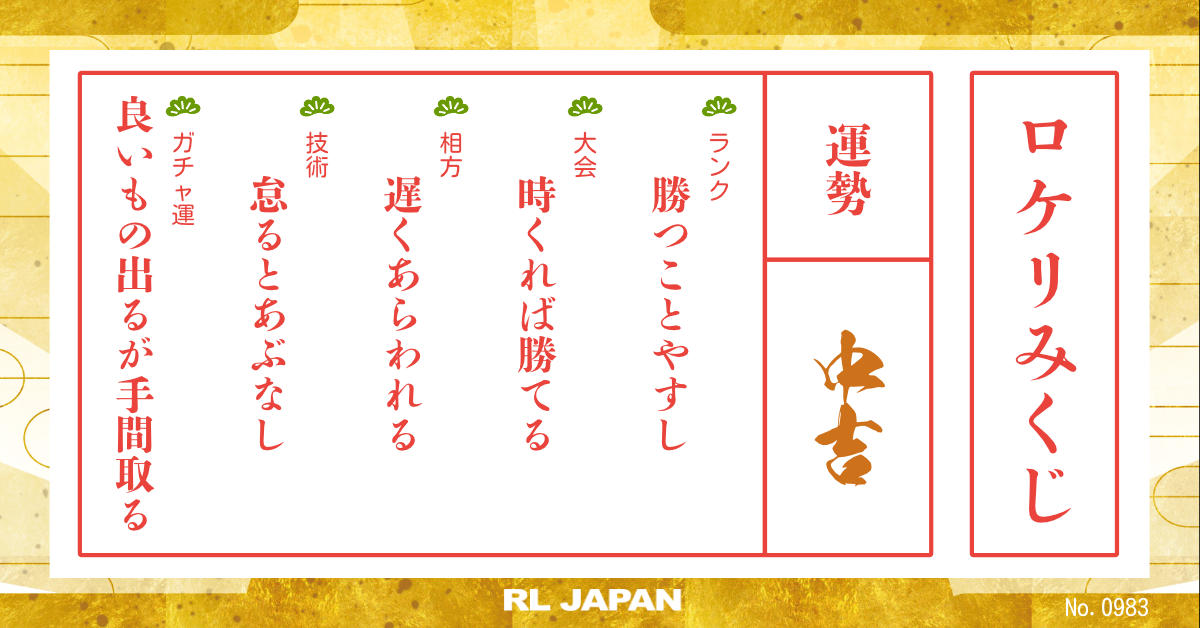 ロケリみくじ
運勢
中吉
ランク
勝つことやすし
大会
時くれば勝てる
相方
遅くあらわれる
技術
怠るとあぶなし
ガチャ運
良いもの出るが手間取る
RL JAPAN
No. 0983